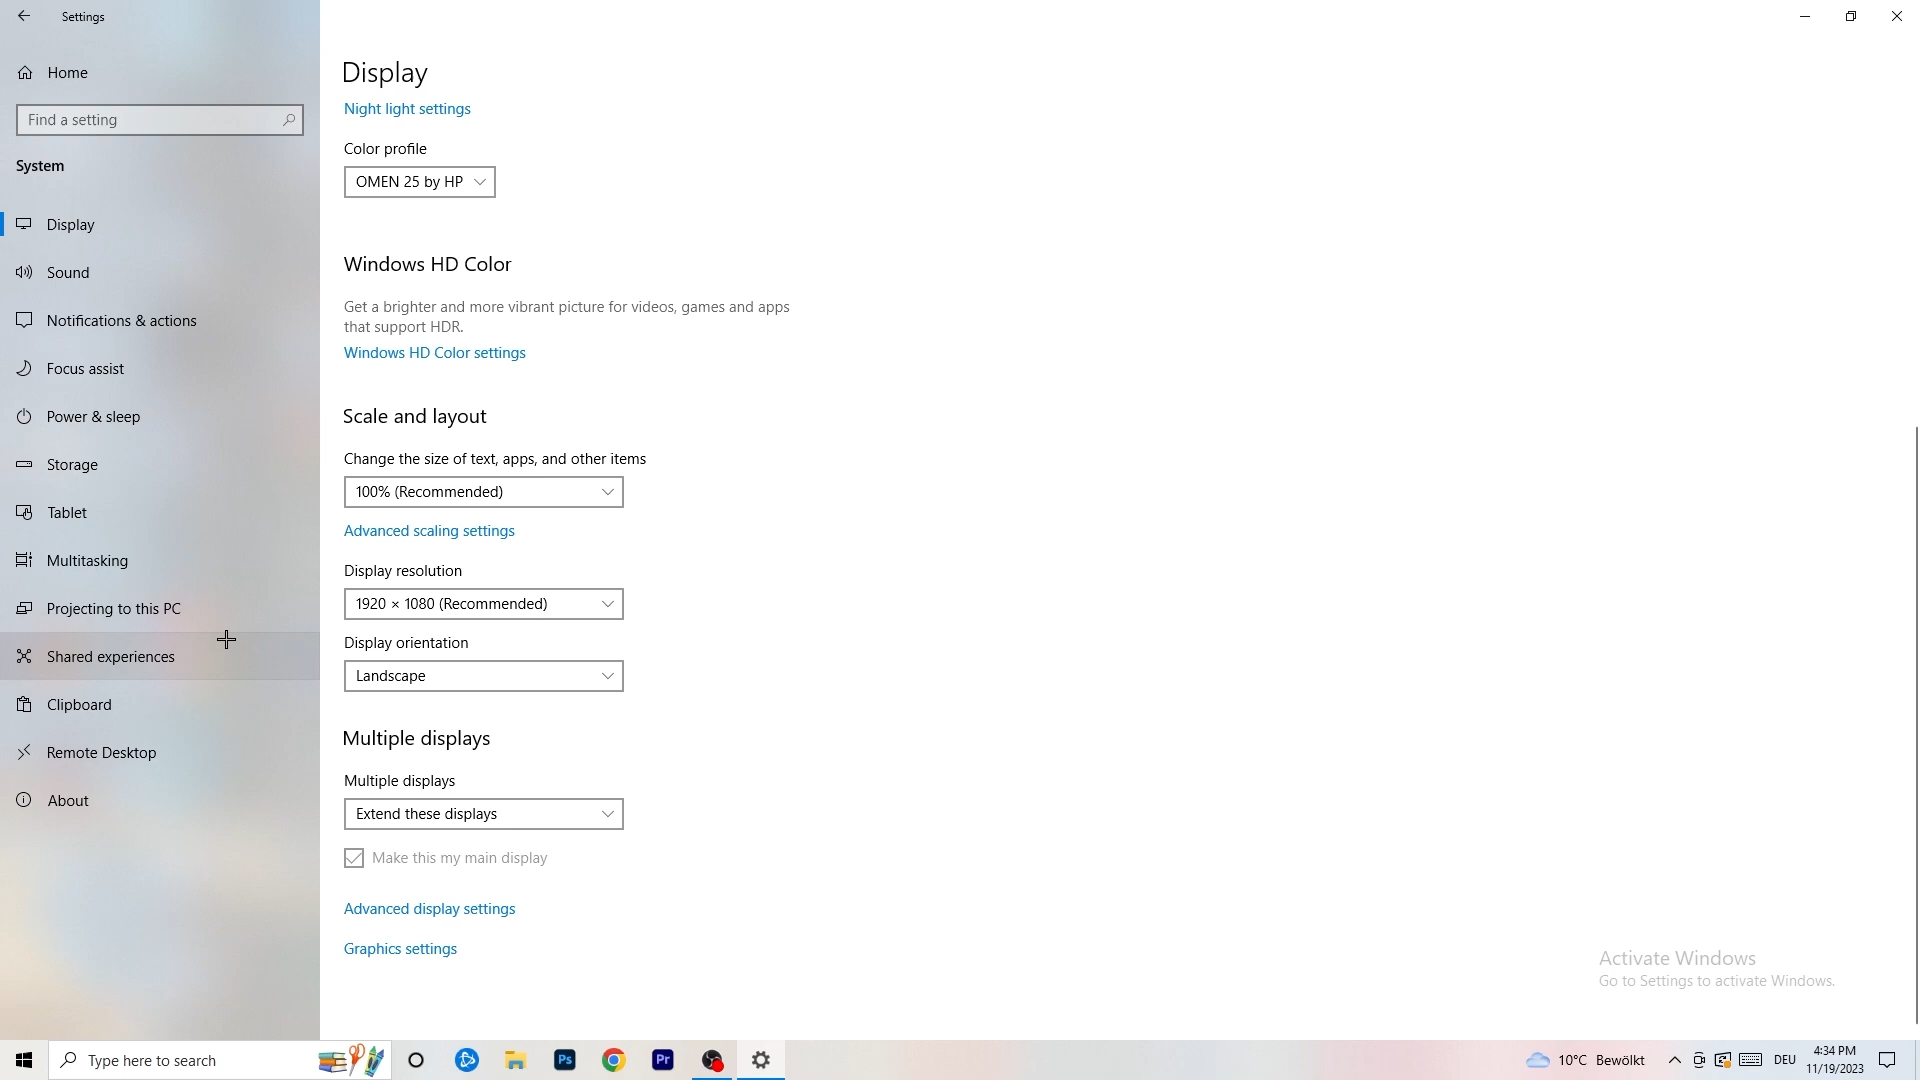 Settings
Home
Find a setting
System
Display
Sound
Notifications & actions
Focus assist
Power & sleep
Storage
Tablet
Multitasking
Projecting to this PC
Shared experiences
Clipboard
Remote Desktop
About
Display
Night light settings
Color profile
OMEN 25 by HP
Windows HD Color
Get a brighter and more vibrant picture for videos, games and apps
that support HDR.
Windows HD Color settings
Scale and layout
Change the size of text, apps, and other items
100% (Recommended)
Advanced scaling settings
Display resolution
1920 × 1080 (Recommended)
Display orientation
Landscape
Multiple displays
Multiple displays
Extend these displays
Make this my main display
Advanced display settings
Graphics settings
Activate Windows
Go to Settings to activate Windows.
Type here to search
Ps
Pr
10°C Bewölkt
DEU
4:34 PM
11/19/2023